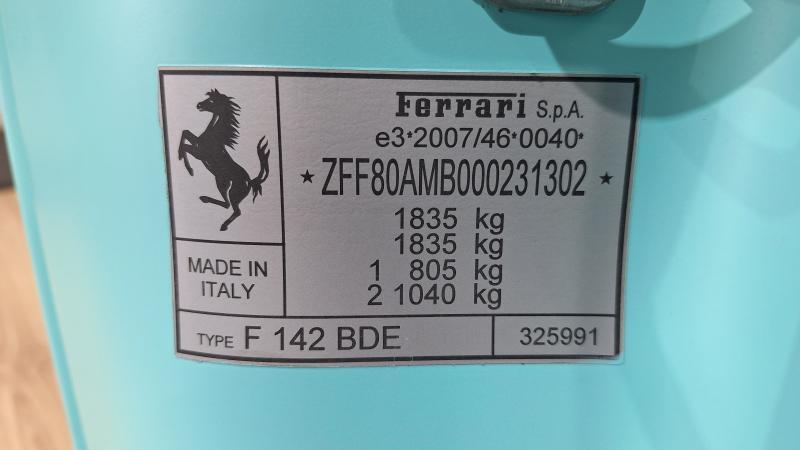 Ferrari S.p.A.
e3*2007/46*0040*
* ZFF80AMB000231302 *
1835 kg
1835 kg
1 805 kg
2 1040 kg
MADE IN
ITALY
TYPE F 142 BDE
325991